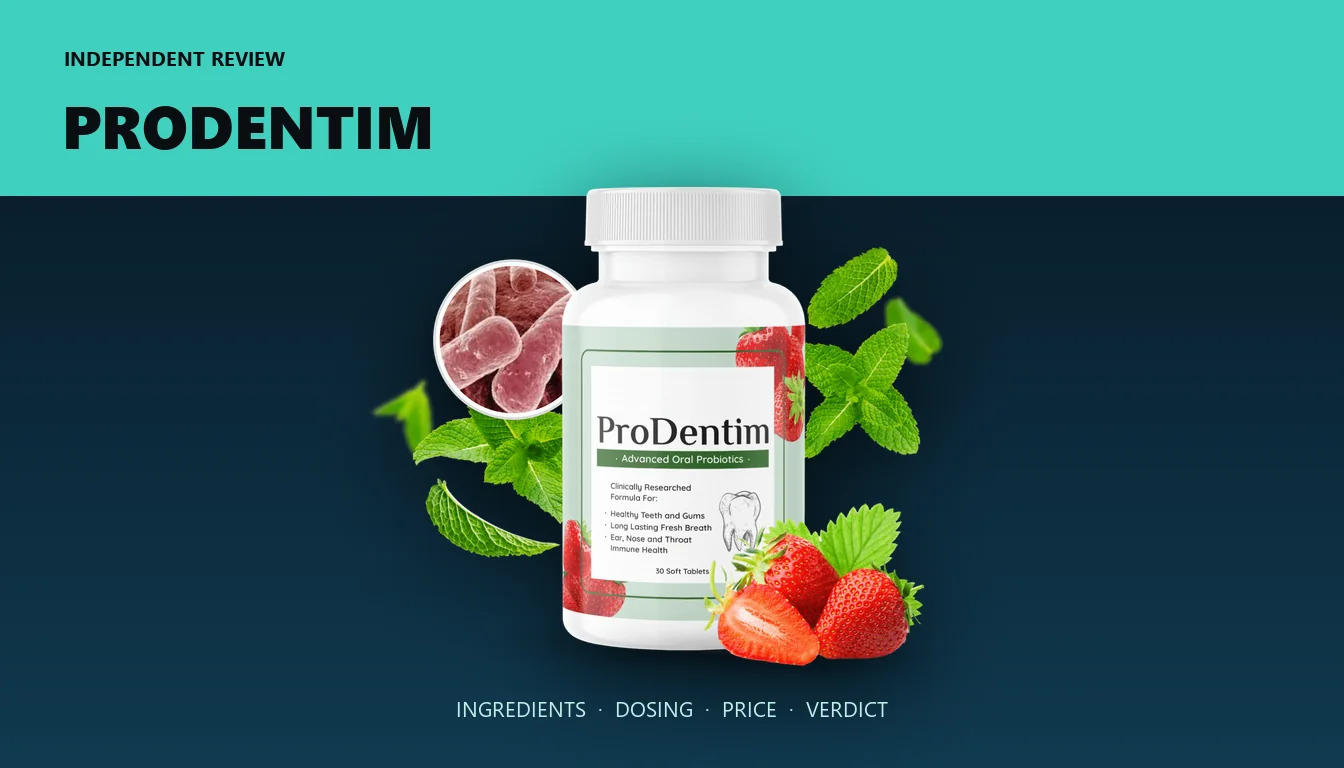 INDEPENDENT REVIEW
PRODENTIM
ProDentim
· Advanced Oral Probiotics ·
Clinically Researched
Formula For:
· Healthy Teeth and Gums
· Long Lasting Fresh Breath
· Ear, Nose and Throat
Immune Health
30 Soft Tablets
INGREDIENTS · DOSING · PRICE · VERDICT